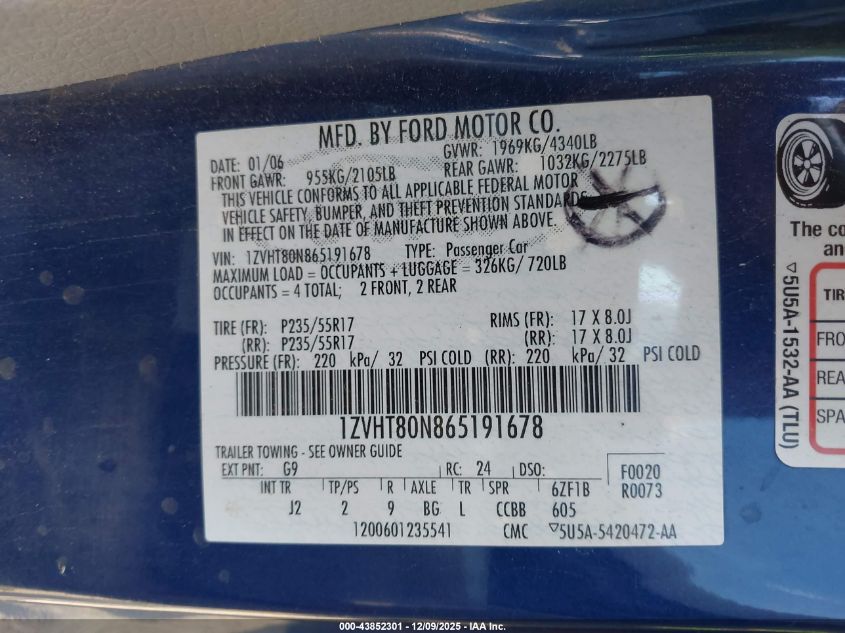 MFD. BY FORD MOTOR CO.
DATE: 01/06 GVWR: 1969KG/4340LB
FRONT GAWR: 955KG/2105LB REAR GAWR: 1032KG/2275LB
THIS VEHICLE CONFORMS TO ALL APPLICABLE FEDERAL MOTOR
VEHICLE SAFETY, BUMPER, AND THEFT PREVENTION STANDARDS
IN EFFECT ON THE DATE OF MANUFACTURE SHOWN ABOVE.
VIN: 1ZVHT80N865191678 TYPE: Passenger Car
MAXIMUM LOAD = OCCUPANTS + LUGGAGE = 326KG/ 720LB
OCCUPANTS = 4 TOTAL; 2 FRONT, 2 REAR
TIRE (FR): P235/55R17 RIMS (FR): 17 X 8.0J
(RR): P235/55R17 (RR): 17 X 8.0J
PRESSURE (FR): 220 kPa/ 32 PSI COLD (RR): 220 kPa/ 32 PSI COLD
1ZVHT80N865191678
TRAILER TOWING - SEE OWNER GUIDE
EXT PNT: G9 RC: 24 DSO: F0020
R0073
INT TR TP/PS R AXLE TR SPR 6ZF1B
J2 2 9 BG L CCBB 605
1200601235541 CMC 5U5A-5420472-AA
The co
an
TIR
FRO
REA
SPA
5U5A-1532-AA (TLU)
000-43852301 - 12/09/2025 - IAA Inc.